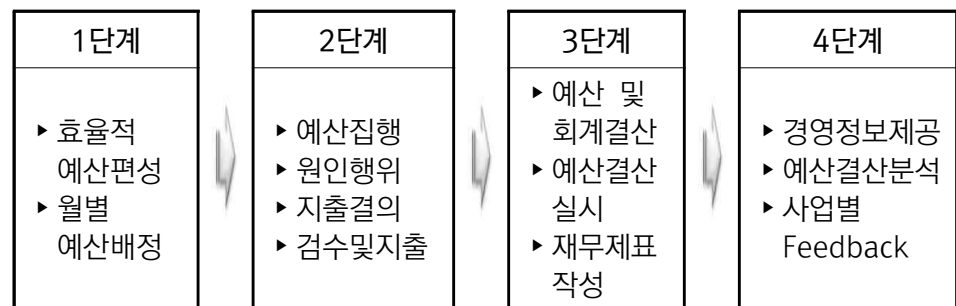 1단계
▸ 효율적
예산편성
▸ 월별
예산배정
2단계
▸ 예산집행
▸ 원인행위
▸ 지출결의
▸ 검수및지출
3단계
▸ 예산 및
회계결산
▸ 예산결산
실시
▸ 재무제표
작성
4단계
▸ 경영정보제공
▸ 예산결산분석
▸ 사업별
Feedback